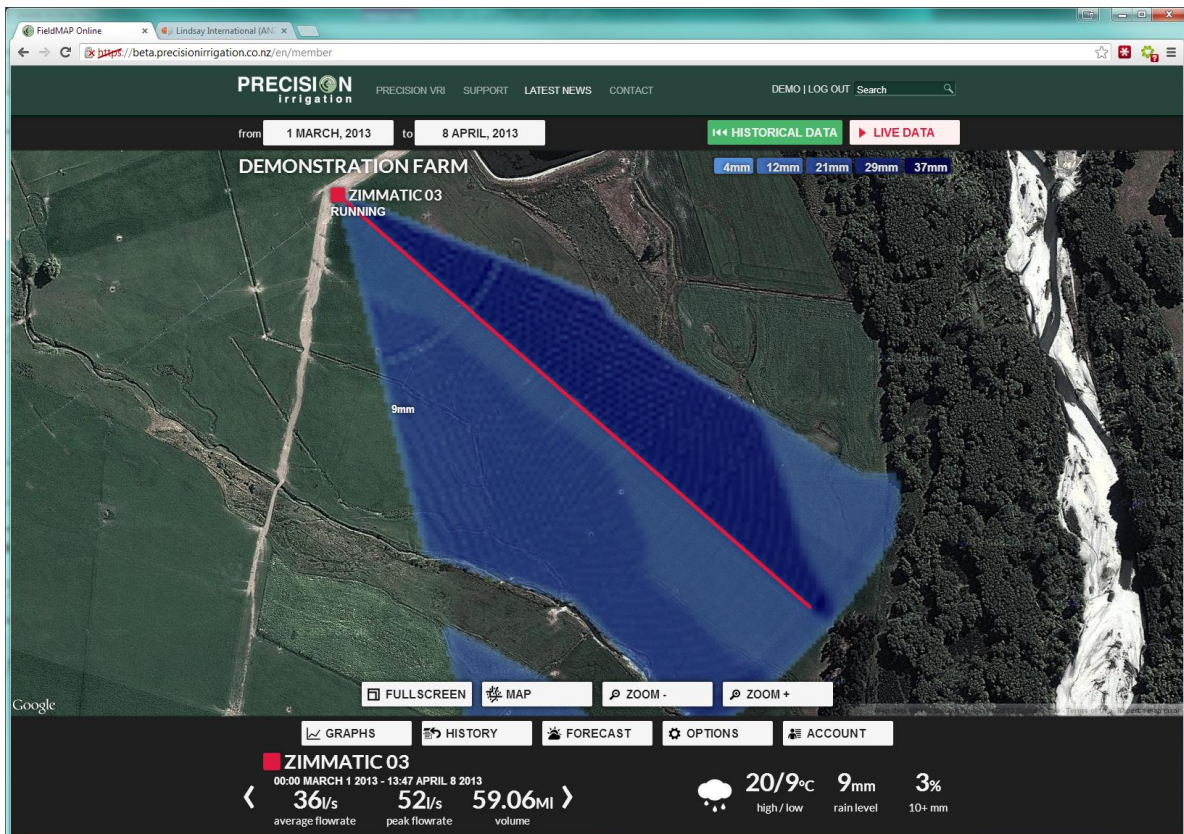 FieldMAP Online
Lindsay International (AN
https://beta.precisionirrigation.co.nz/en/member
PRECISION
irrigation
PRECISION VRI
SUPPORT
LATEST NEWS
CONTACT
DEMO | LOG OUT
Search
from
1 MARCH, 2013
to
8 APRIL, 2013
HISTORICAL DATA
LIVE DATA
DEMONSTRATION FARM
4mm
12mm
21mm
29mm
37mm
ZIMMATIC 03
RUNNING
9mm
FULLSCREEN
MAP
ZOOM -
ZOOM +
Google
GRAPHS
HISTORY
FORECAST
OPTIONS
ACCOUNT
ZIMMATIC 03
00:00 MARCH 1 2013 - 13:47 APRIL 8 2013
36l/s
average flowrate
52l/s
peak flowrate
59.06Ml
volume
20/9°C
high / low
9mm
rain level
3%
10+ mm